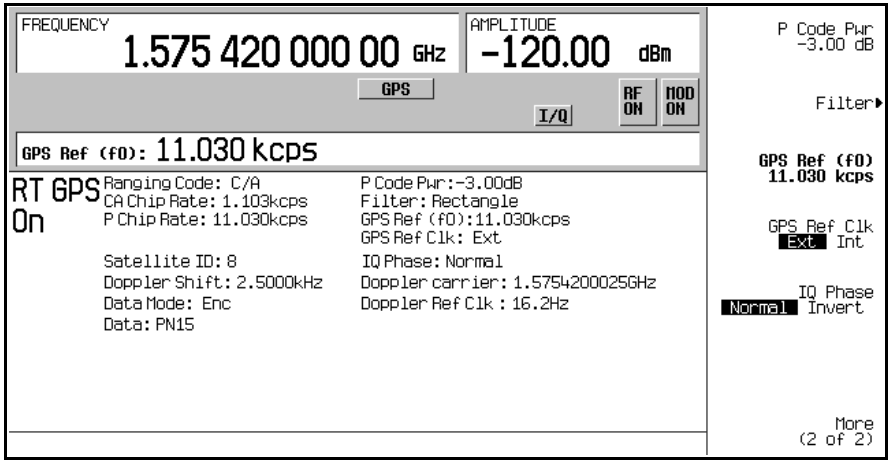 FREQUENCY
1.575 420 000 00 GHz
AMPLITUDE
-120.00 dBm
GPS
I/Q
RF ON
MOD ON
GPS Ref (f0): 11.030 kcps
RT GPS On
Ranging Code: C/A
CA Chip Rate: 1.103kcps
P Chip Rate: 11.030kcps
Satellite ID: 8
Doppler Shift: 2.5000kHz
Data Mode: Enc
Data: PN15
P Code Pwr:-3.00dB
Filter: Rectangle
GPS Ref (f0):11.030kcps
GPS Ref Clk: Ext
IQ Phase: Normal
Doppler carrier: 1.5754200025GHz
Doppler Ref Clk : 16.2Hz
P Code Pwr
-3.00 dB
Filter
GPS Ref (f0)
11.030 kcps
GPS Ref Clk
Ext Int
IQ Phase
Normal Invert
More
(2 of 2)